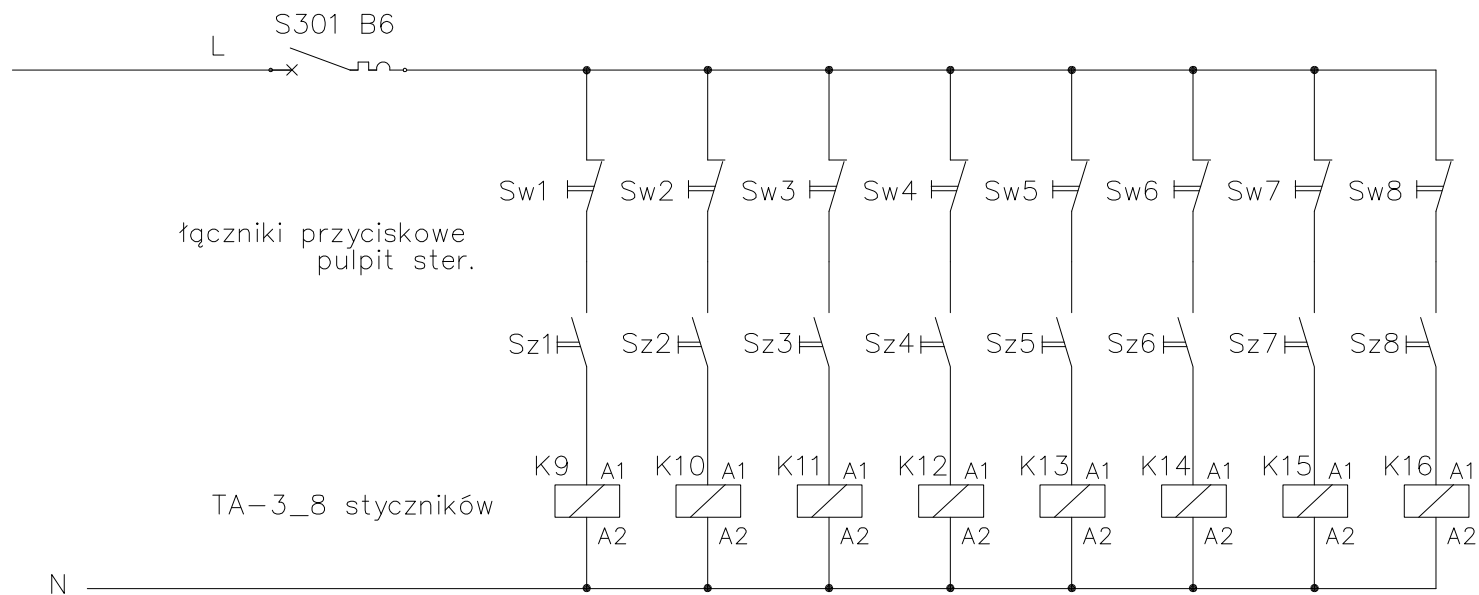 S301 B6
L
Sw1 Sw2 Sw3 Sw4 Sw5 Sw6 Sw7 Sw8
łączniki przyciskowe
pulpit ster.
Sz1 Sz2 Sz3 Sz4 Sz5 Sz6 Sz7 Sz8
K9 A1 K10 A1 K11 A1 K12 A1 K13 A1 K14 A1 K15 A1 K16 A1
TA-3_8 styczników
A2 A2 A2 A2 A2 A2 A2 A2
N